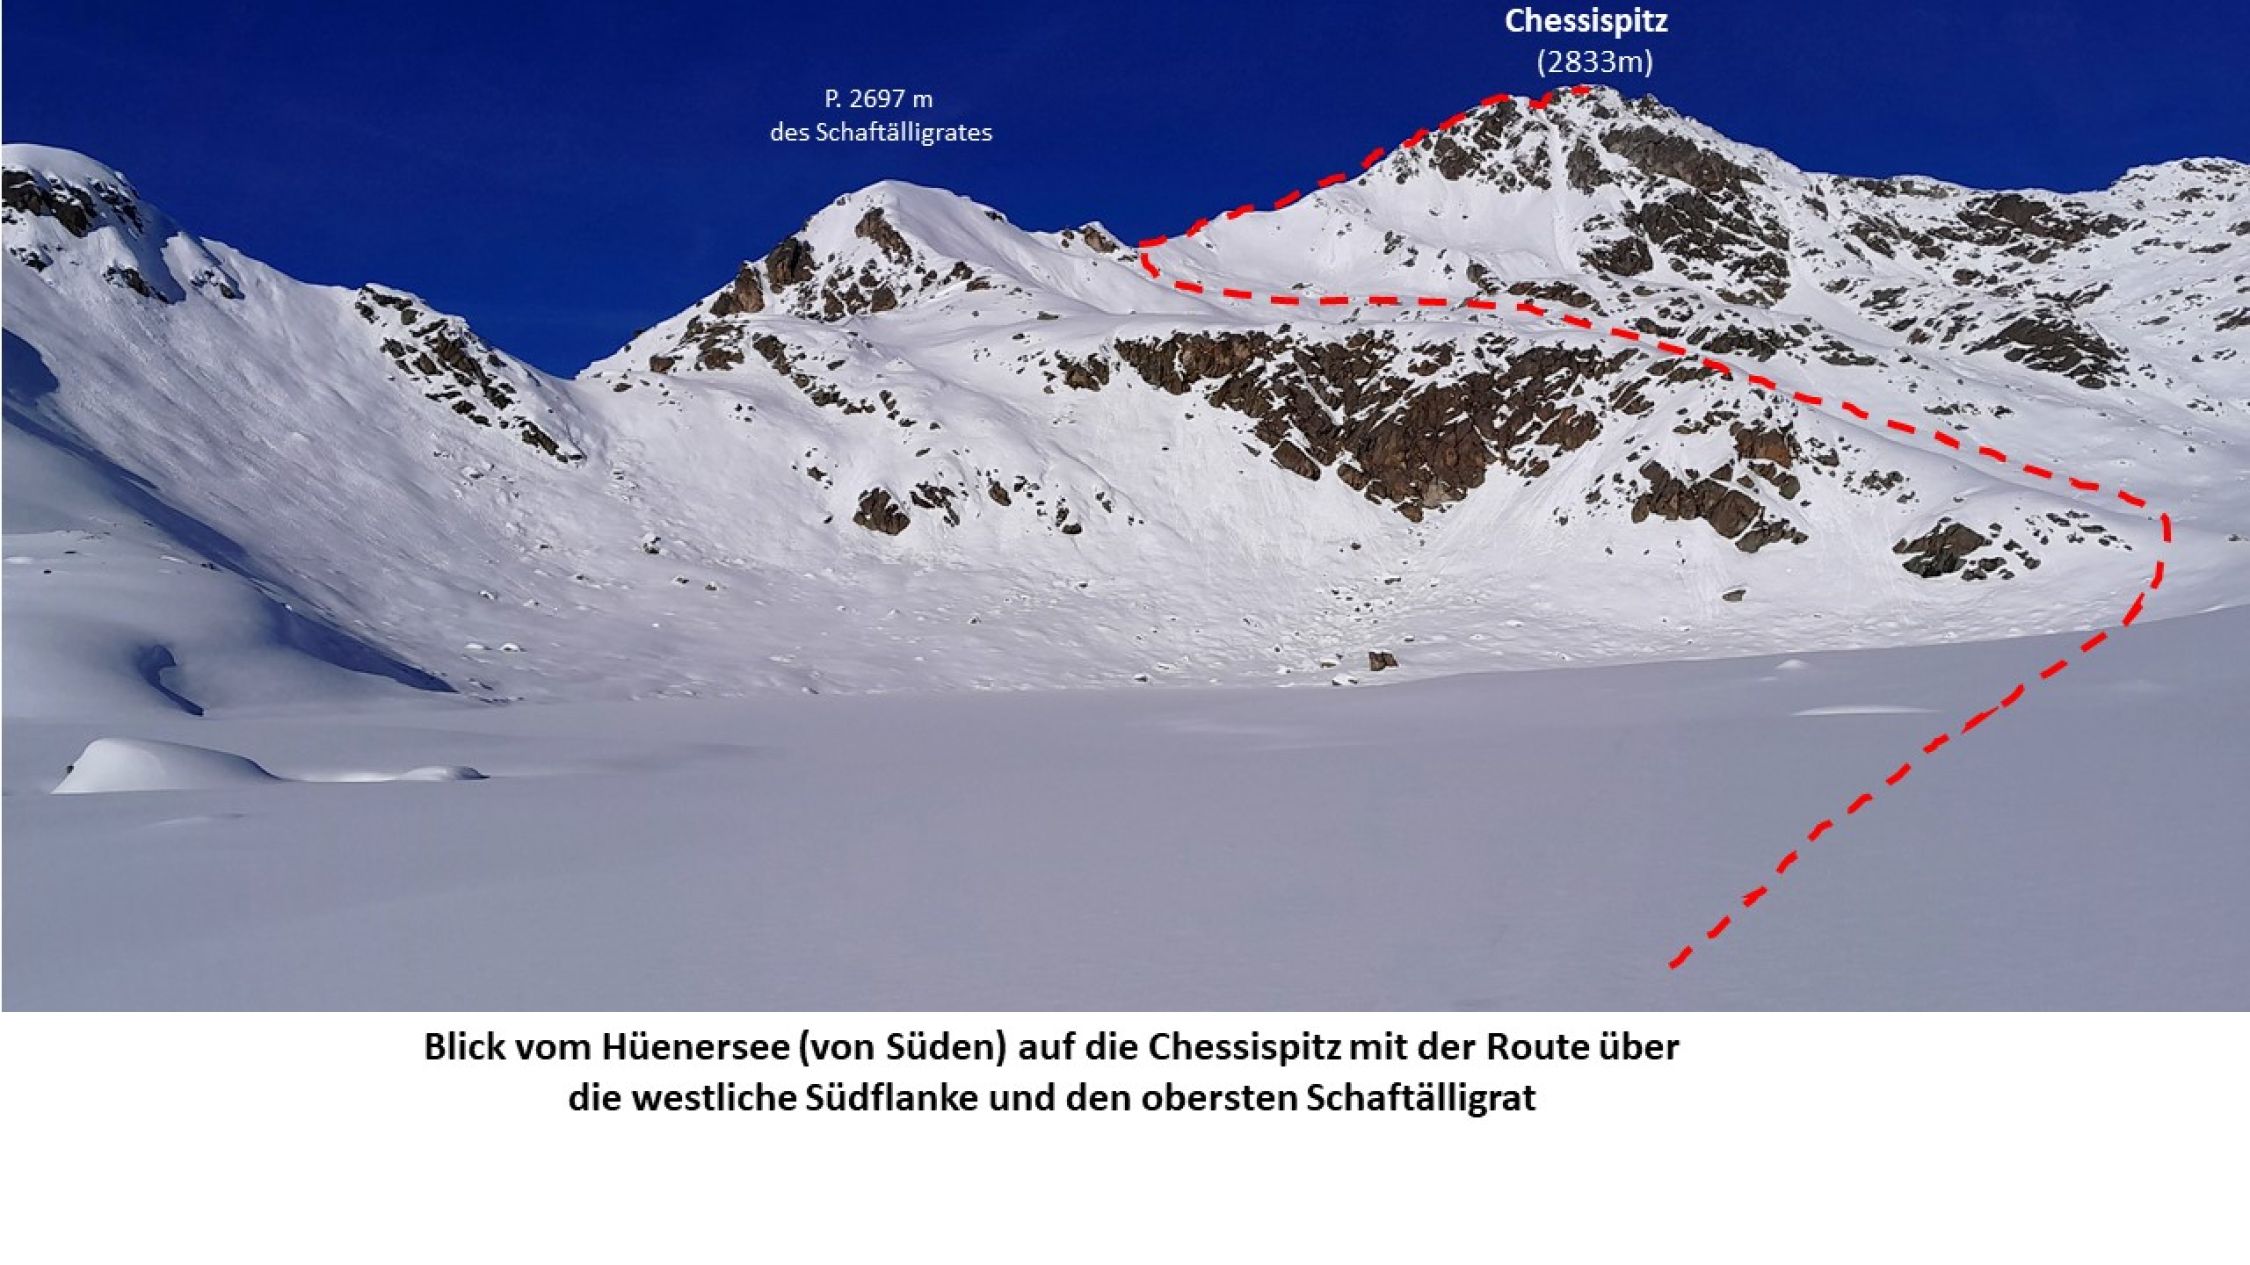 Chessispitz
(2833m)
P. 2697 m
des Schaftälligrates
Blick vom Hüenersee (von Süden) auf die Chessispitz mit der Route über
die westliche Südflanke und den obersten Schaftälligrat